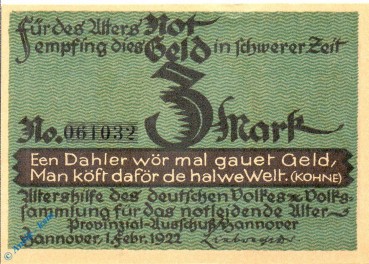 Für des Alters Not
empfing dies Geld in schwerer Zeit
3 Mark
No. 061032
Een Dahler wör mal gauet Geld,
Man köft daför de halwe Welt. (KOHNE)
Altershilfe des deutschen Volkes Volks-
sammlung für das notleidende Alter
Provinzial-Ausschuß Hannover
Hannover, 1. Febr. 1922